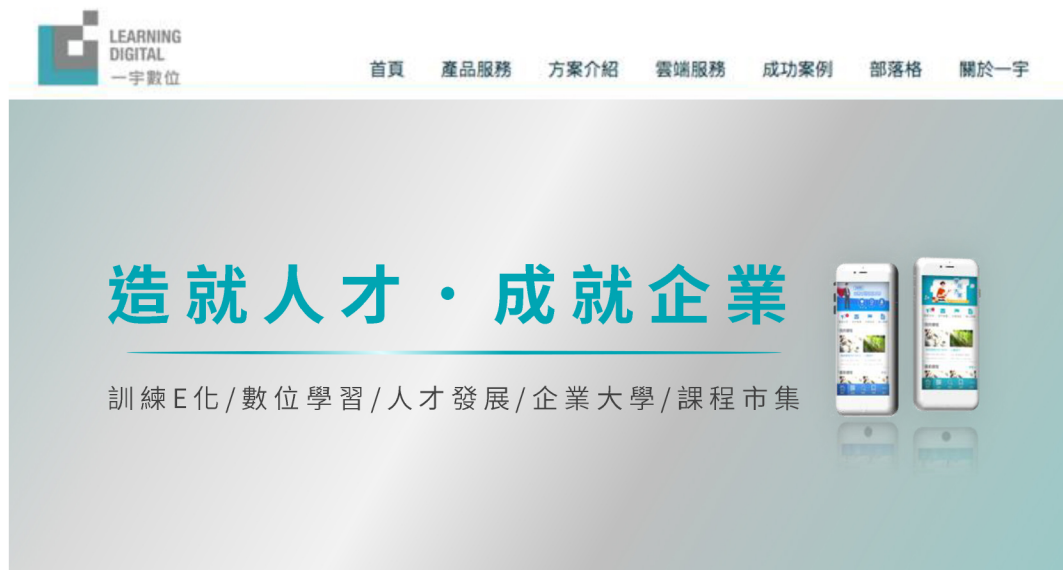 LEARNING
DIGITAL
一宇數位
首頁 產品服務 方案介紹 雲端服務 成功案例 部落格 關於一宇
造就人才・成就企業
訓練E化/數位學習/人才發展/企業大學/課程市集